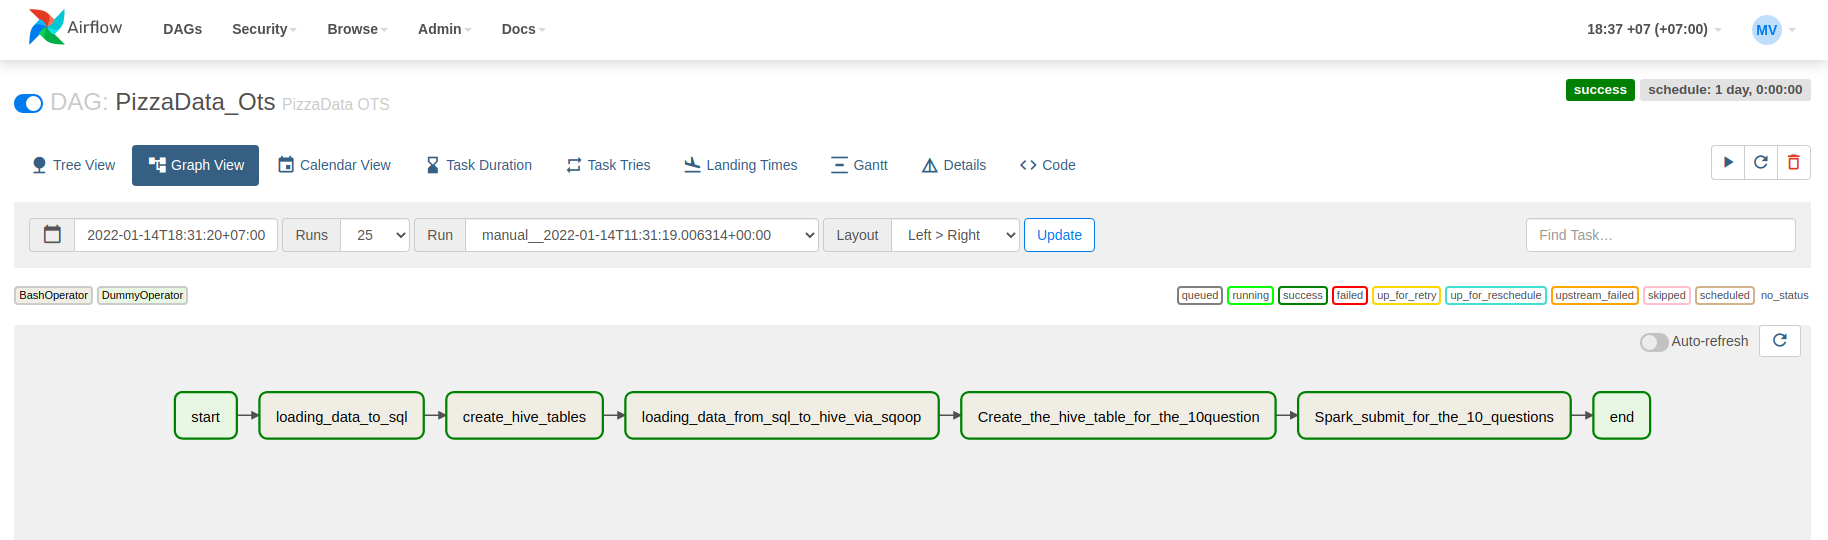 Airflow DAGs Security Browse Admin Docs 18:37 +07 (+07:00) MV
DAG: PizzaData_Ots PizzaData OTS success schedule: 1 day, 0:00:00
Tree View Graph View Calendar View Task Duration Task Tries Landing Times Gantt Details Code
2022-01-14T18:31:20+07:00 Runs 25 Run manual__2022-01-14T11:31:19.006314+00:00 Layout Left > Right Update Find Task…
BashOperator DummyOperator queued running success failed up_for_retry up_for_reschedule upstream_failed skipped scheduled no_status
Auto-refresh
start loading_data_to_sql create_hive_tables loading_data_from_sql_to_hive_via_sqoop Create_the_hive_table_for_the_10question Spark_submit_for_the_10_questions end